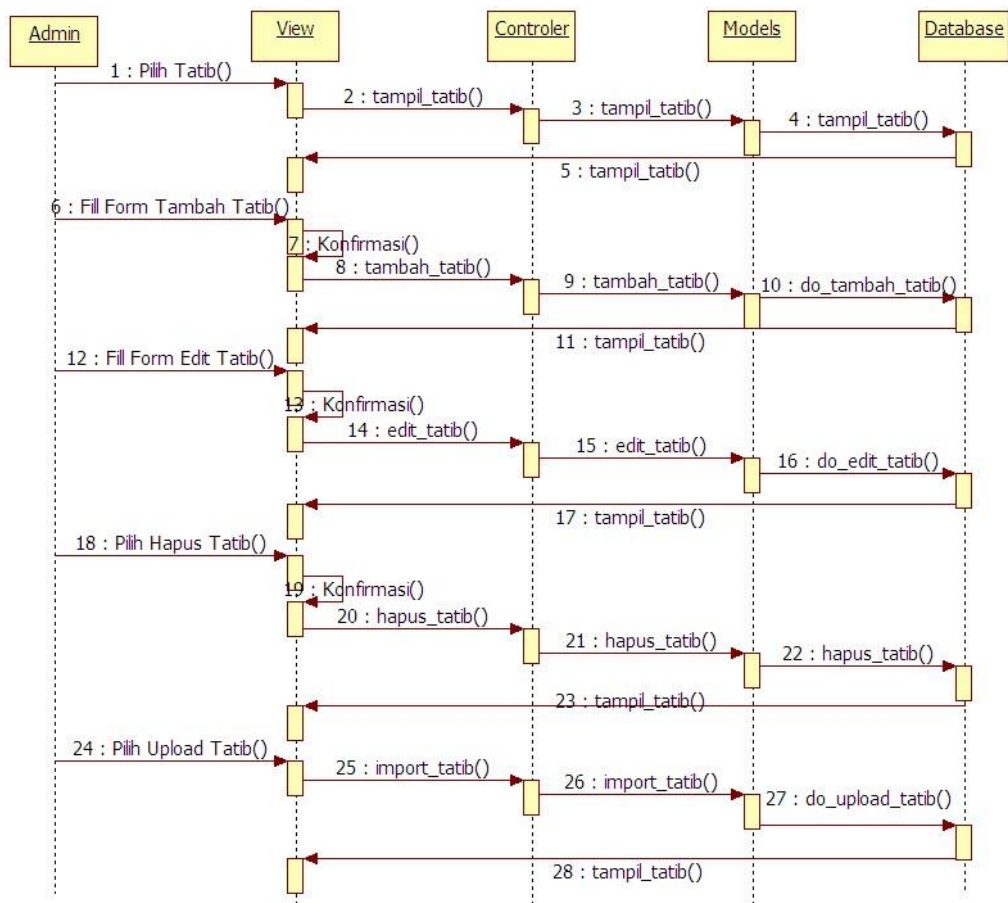 Admin
View
Controler
Models
Database
1 : Pilih Tatib()
2 : tampil_tatib()
3 : tampil_tatib()
4 : tampil_tatib()
5 : tampil_tatib()
6 : Fill Form Tambah Tatib()
7 : Konfirmasi()
8 : tambah_tatib()
9 : tambah_tatib()
10 : do_tambah_tatib()
11 : tampil_tatib()
12 : Fill Form Edit Tatib()
13 : Konfirmasi()
14 : edit_tatib()
15 : edit_tatib()
16 : do_edit_tatib()
17 : tampil_tatib()
18 : Pilih Hapus Tatib()
19 : Konfirmasi()
20 : hapus_tatib()
21 : hapus_tatib()
22 : hapus_tatib()
23 : tampil_tatib()
24 : Pilih Upload Tatib()
25 : import_tatib()
26 : import_tatib()
27 : do_upload_tatib()
28 : tampil_tatib()